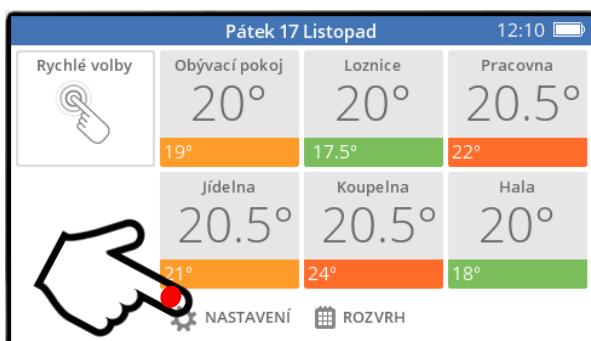 Pátek 17 Listopad 12:10
Rychlé volby
Obývací pokoj
20°
19°
Loznice
20°
17.5°
Pracovna
20.5°
22°
Jídelna
20.5°
21°
Koupelna
20.5°
24°
Hala
20°
18°
NASTAVENÍ ROZVRH